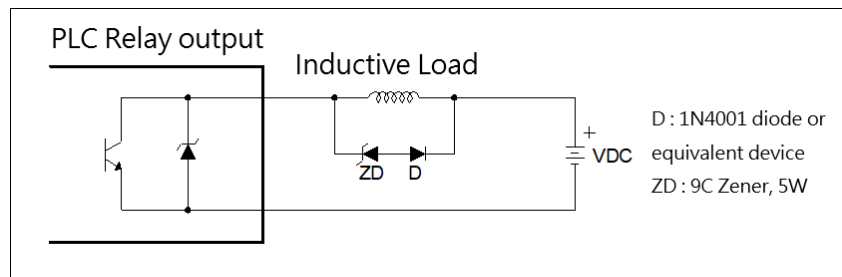 PLC Relay output
Inductive Load
ZD D
+
VDC
D : 1N4001 diode or
equivalent device
ZD : 9C Zener, 5W